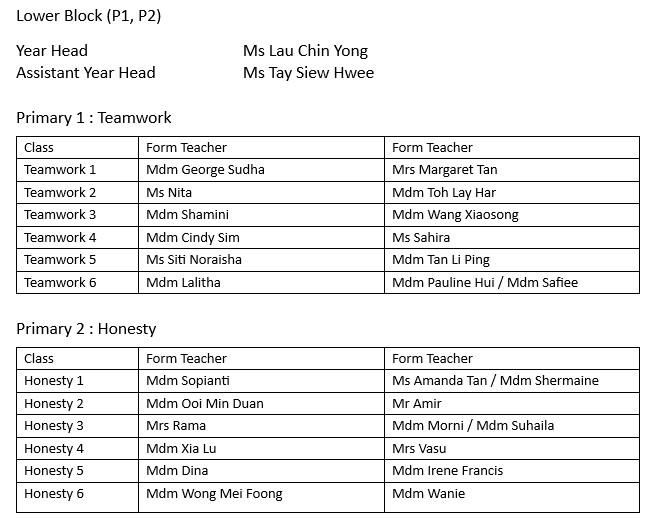 Lower Block (P1, P2)
Year Head Ms Lau Chin Yong
Assistant Year Head Ms Tay Siew Hwee
Primary 1 : Teamwork
Class Form Teacher Form Teacher
Teamwork 1 Mdm George Sudha Mrs Margaret Tan
Teamwork 2 Ms Nita Mdm Toh Lay Har
Teamwork 3 Mdm Shamini Mdm Wang Xiaosong
Teamwork 4 Mdm Cindy Sim Ms Sahira
Teamwork 5 Ms Siti Noraisha Mdm Tan Li Ping
Teamwork 6 Mdm Lalitha Mdm Pauline Hui / Mdm Safiee
Primary 2 : Honesty
Class Form Teacher Form Teacher
Honesty 1 Mdm Sopianti Ms Amanda Tan / Mdm Shermaine
Honesty 2 Mdm Ooi Min Duan Mr Amir
Honesty 3 Mrs Rama Mdm Morni / Mdm Suhaila
Honesty 4 Mdm Xia Lu Mrs Vasu
Honesty 5 Mdm Dina Mdm Irene Francis
Honesty 6 Mdm Wong Mei Foong Mdm Wanie